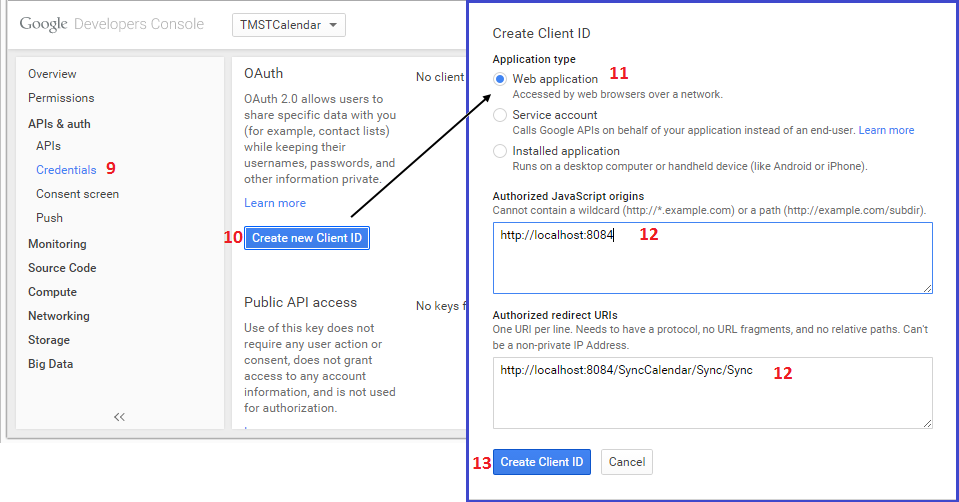 Google Developers Console
TMSTCalendar
Overview
Permissions
APIs & auth
APIs
Credentials 9
Consent screen
Push
Monitoring
Source Code
Compute
Networking
Storage
Big Data
<<
OAuth
OAuth 2.0 allows users to
share specific data with you
(for example, contact lists)
while keeping their
usernames, passwords, and
other information private.
Learn more
10 Create new Client ID
No client
Public API access
Use of this key does not
require any user action or
consent, does not grant
access to any account
information, and is not used
for authorization.
No keys f
Create Client ID
Application type
Web application 11
Accessed by web browsers over a network.
Service account
Calls Google APIs on behalf of your application instead of an end-user. Learn more
Installed application
Runs on a desktop computer or handheld device (like Android or iPhone).
Authorized JavaScript origins
Cannot contain a wildcard (http://*.example.com) or a path (http://example.com/subdir).
http://localhost:8084 12
Authorized redirect URIs
One URI per line. Needs to have a protocol, no URL fragments, and no relative paths. Can't
be a non-private IP Address.
http://localhost:8084/SyncCalendar/Sync/Sync 12
13 Create Client ID Cancel